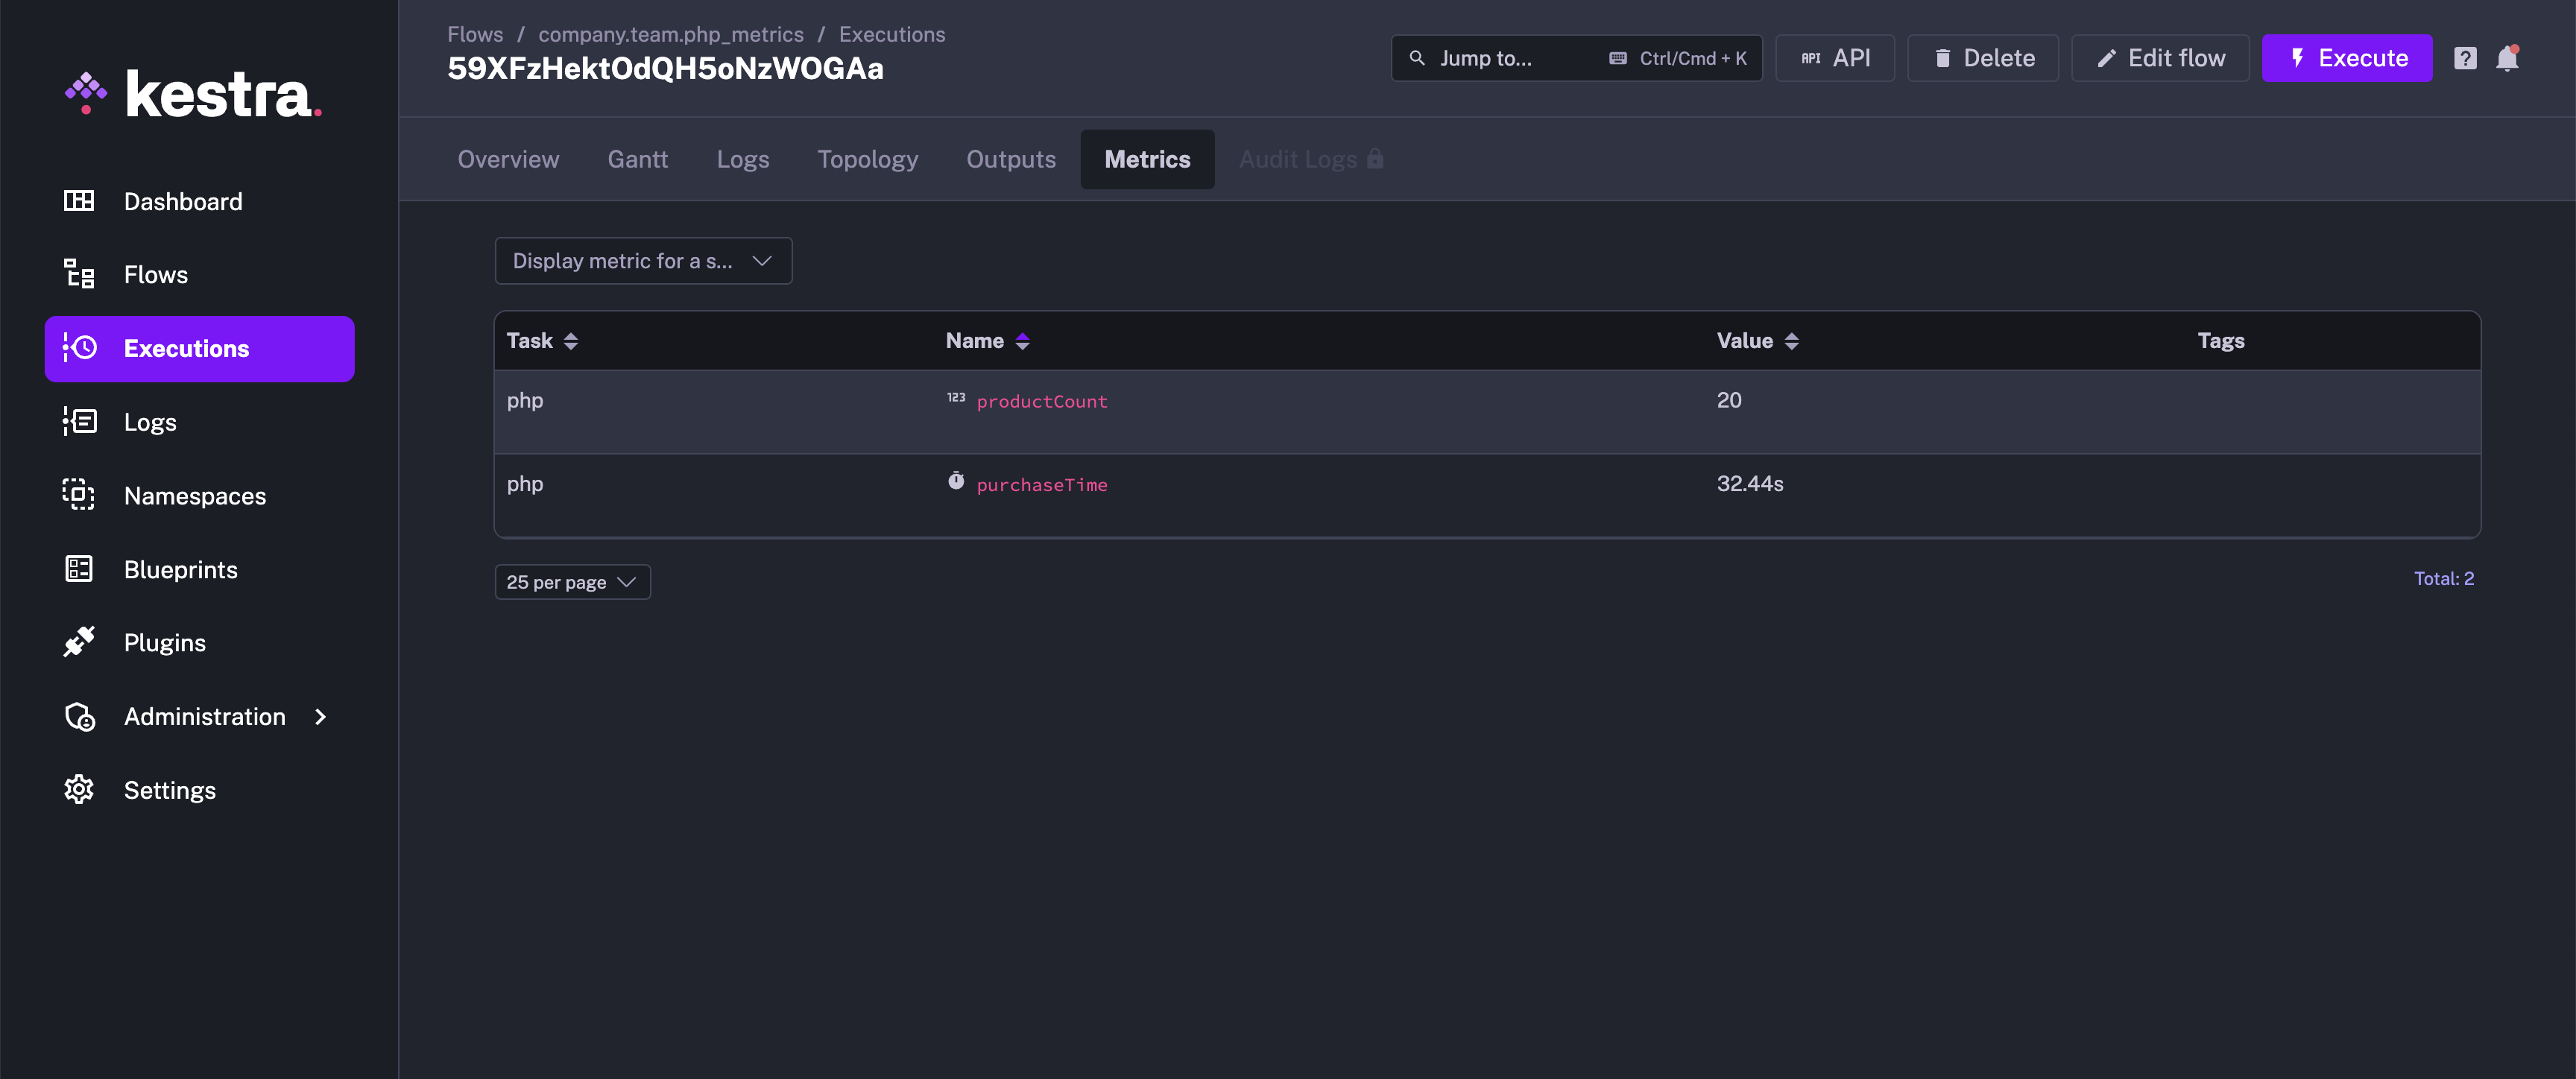 kestra.
Dashboard
Flows
Executions
Logs
Namespaces
Blueprints
Plugins
Administration
Settings
Flows / company.team.php_metrics / Executions
59XFzHektOdQH5oNzWOGAa
Jump to... Ctrl/Cmd + K
API API
Delete
Edit flow
Execute
?
Overview Gantt Logs Topology Outputs Metrics Audit Logs
Display metric for a s...
Task Name Value Tags
php 123 productCount 20
php purchaseTime 32.44s
25 per page
Total: 2